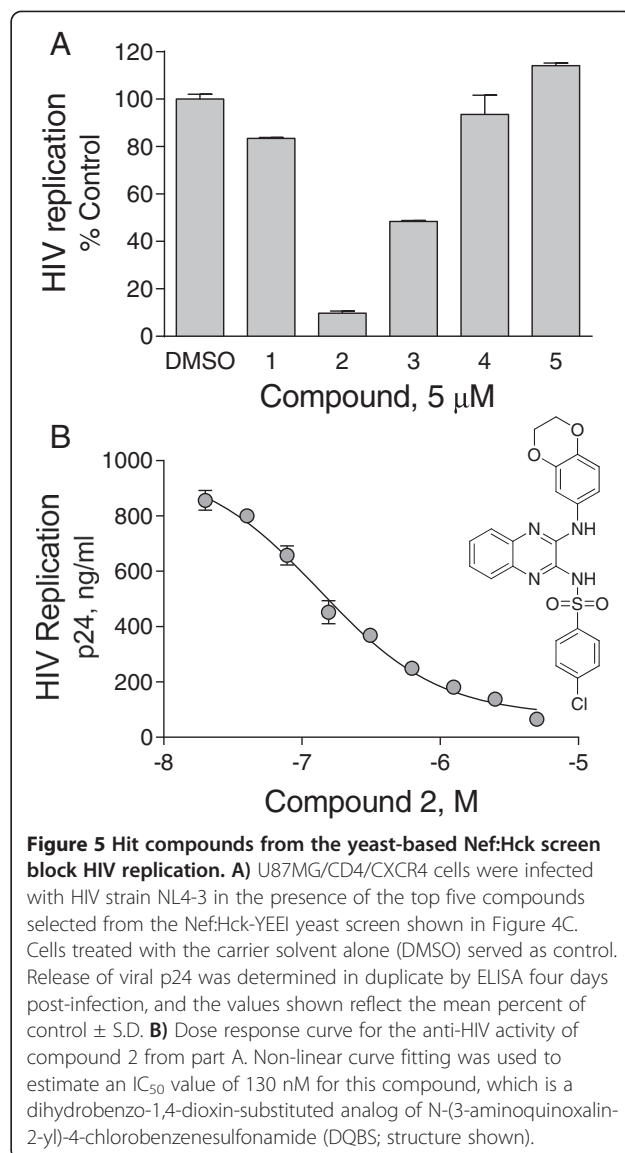 A
120
100
80
60
40
20
0
HIV replication
% Control
DMSO 1 2 3 4 5
Compound, 5 μM
B
1000
800
600
400
200
0
HIV Replication
p24, ng/ml
-8 -7 -6 -5
Compound 2, M
O
O
N NH
N NH
O=S=O
Cl
Figure 5 Hit compounds from the yeast-based Nef:Hck screen
block HIV replication. A) U87MG/CD4/CXCR4 cells were infected
with HIV strain NL4-3 in the presence of the top five compounds
selected from the Nef:Hck-YEEI yeast screen shown in Figure 4C.
Cells treated with the carrier solvent alone (DMSO) served as control.
Release of viral p24 was determined in duplicate by ELISA four days
post-infection, and the values shown reflect the mean percent of
control ± S.D. B) Dose response curve for the anti-HIV activity of
compound 2 from part A. Non-linear curve fitting was used to
estimate an IC50 value of 130 nM for this compound, which is a
dihydrobenzo-1,4-dioxin-substituted analog of N-(3-aminoquinoxalin-
2-yl)-4-chlorobenzenesulfonamide (DQBS; structure shown).